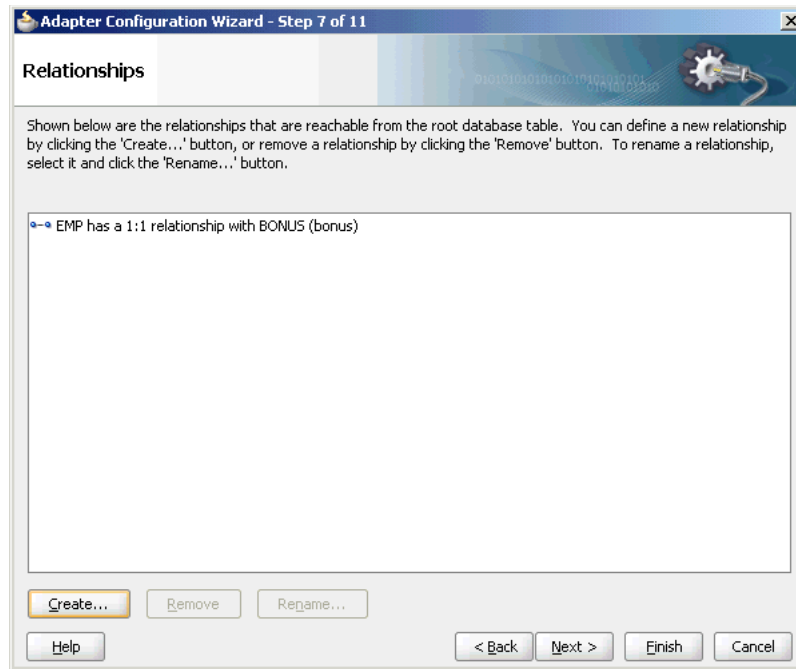 Adapter Configuration Wizard - Step 7 of 11
Relationships
Shown below are the relationships that are reachable from the root database table. You can define a new relationship
by clicking the 'Create...' button, or remove a relationship by clicking the 'Remove' button. To rename a relationship,
select it and click the 'Rename...' button.
EMP has a 1:1 relationship with BONUS (bonus)
Create... Remove Rename...
Help < Back Next > Finish Cancel